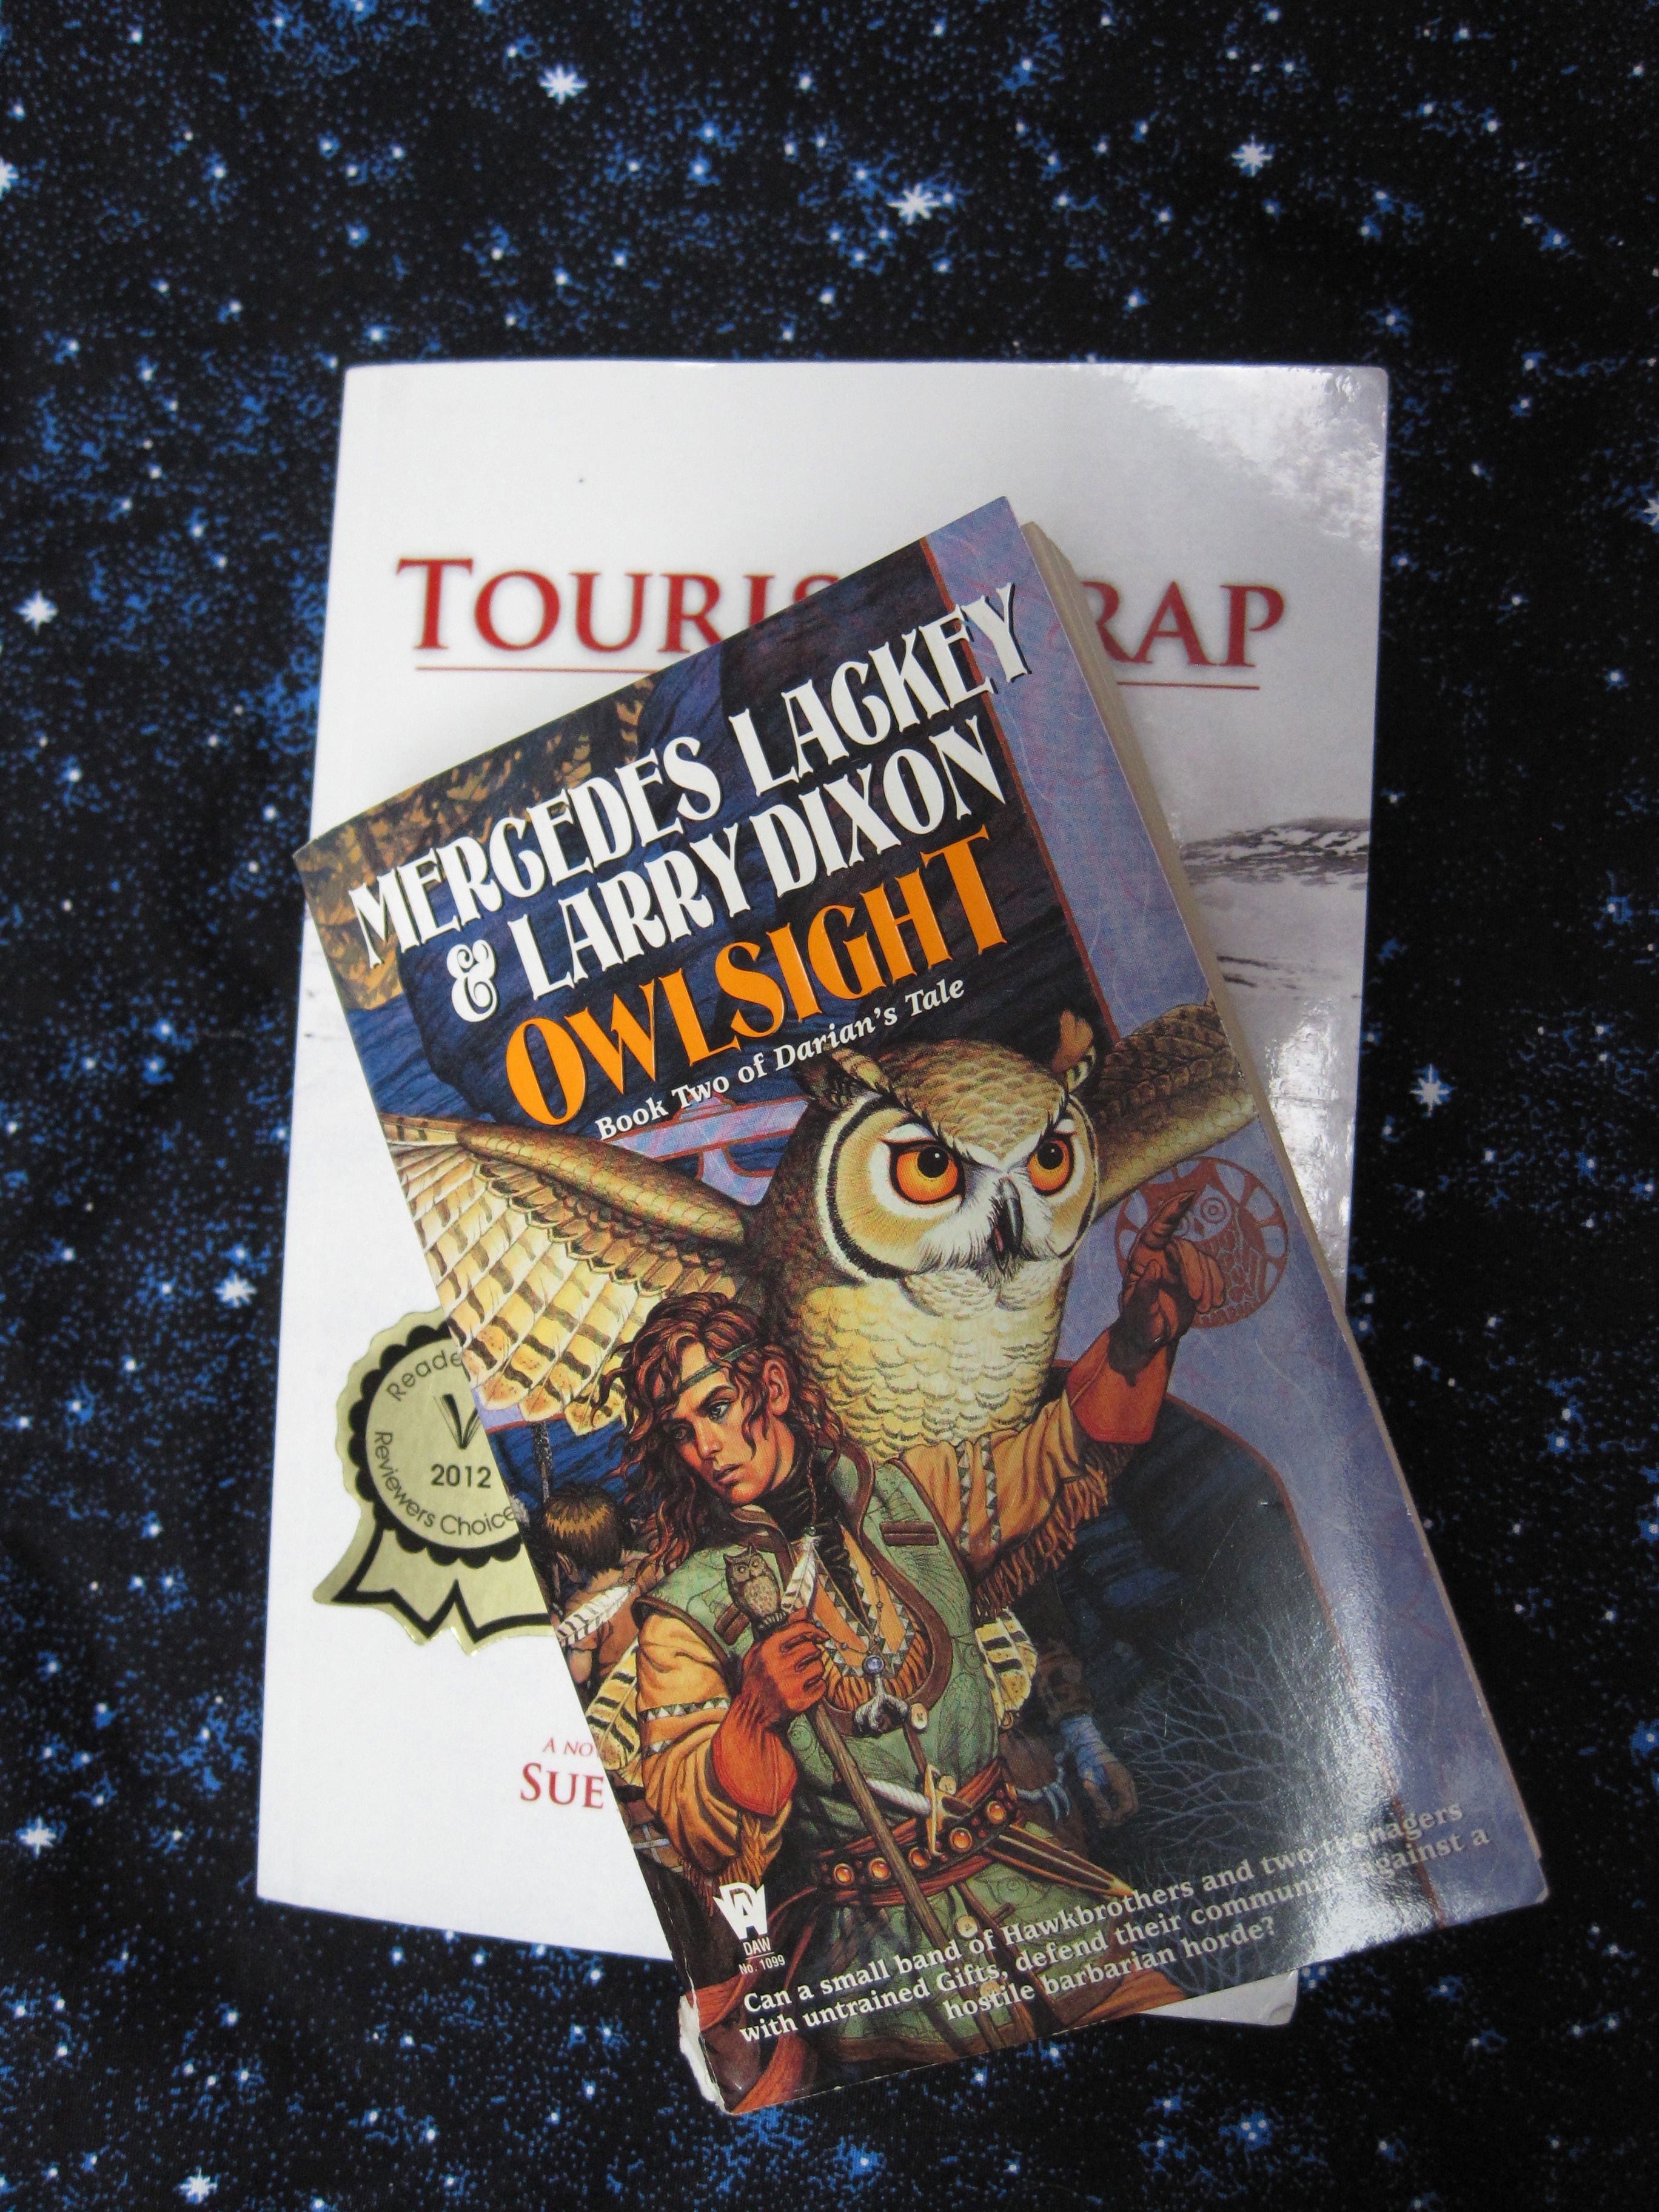 TOURIS RAP
MERCEDES LACKEY
& LARRY DIXON
OWLSIGHT
Book Two of Darian's Tale
Reade
2012
Reviewers Choice
A NO
SUE
DAW
No. 1099
Can a small band of Hawkbrothers and two teenagers
with untrained Gifts, defend their community against a
hostile barbarian horde?